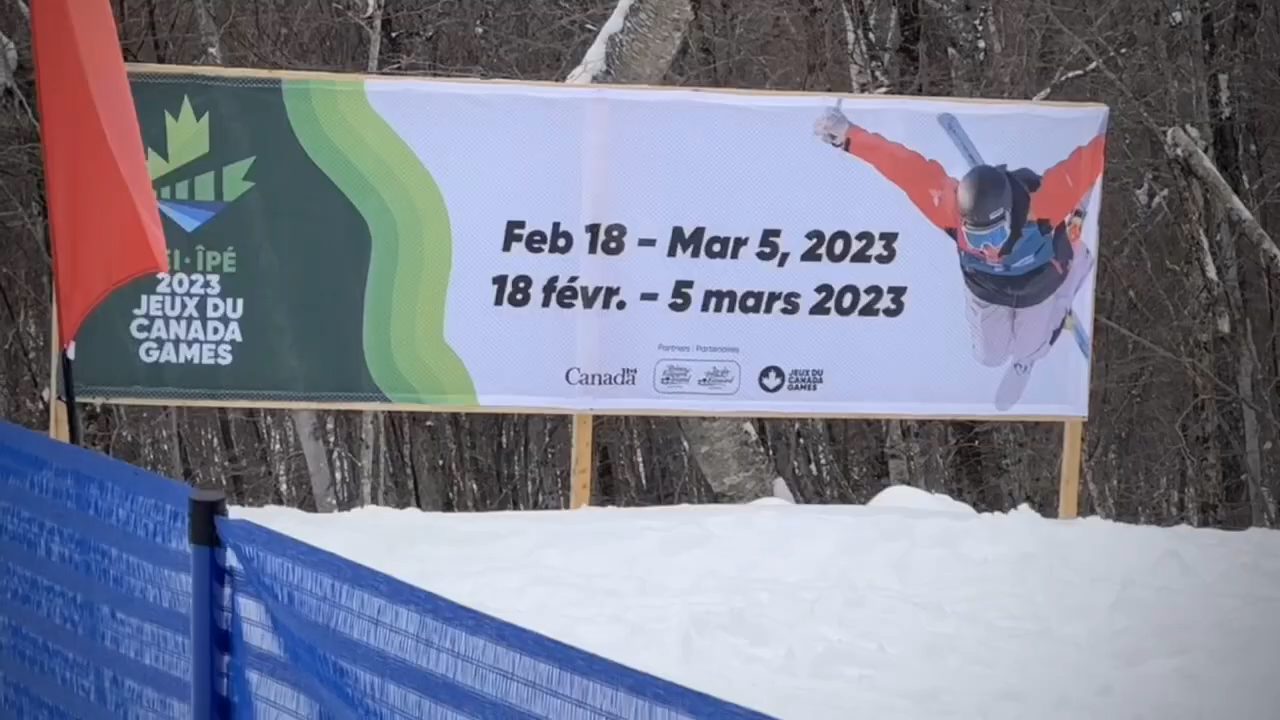 ÎPÉ
2023
JEUX DU
CANADA
GAMES
Feb 18 - Mar 5, 2023
18 févr. - 5 mars 2023
Partners | Partenaires
Canada
JEUX DU
CANADA
GAMES